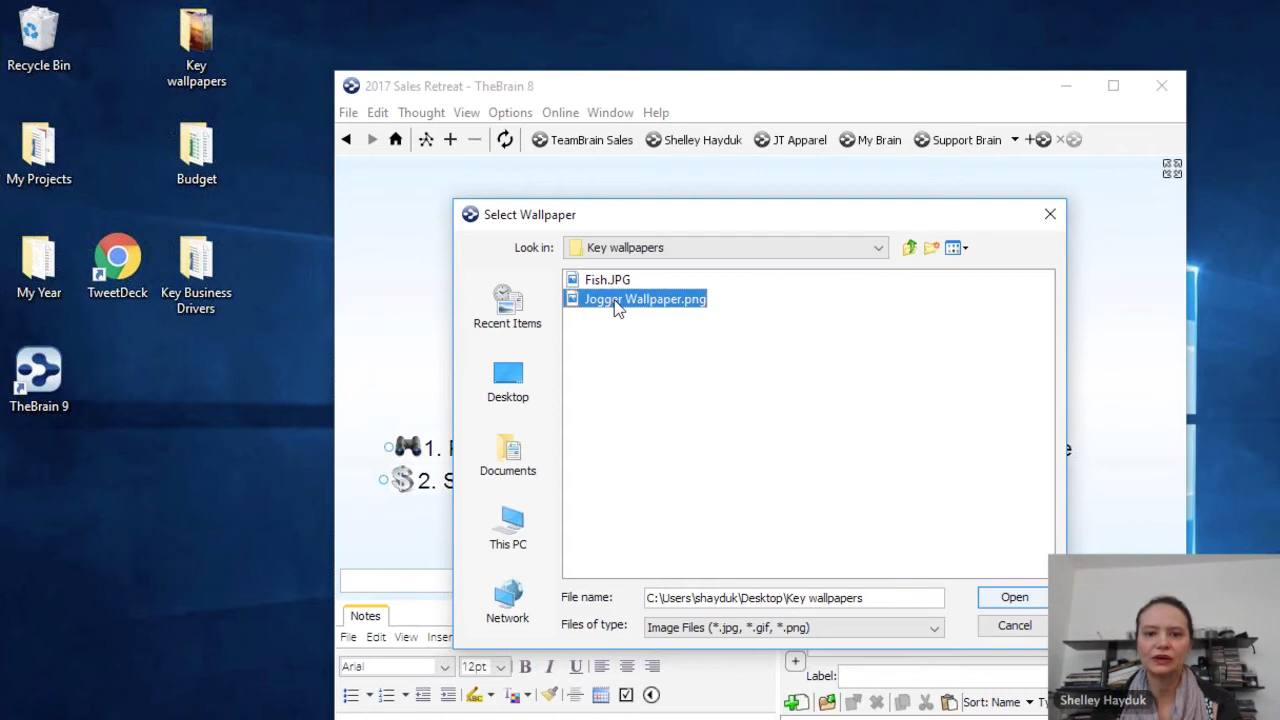 Recycle Bin
Key
wallpapers
My Projects
Budget
My Year
TweetDeck
Key Business
Drivers
TheBrain 9
2017 Sales Retreat - TheBrain 8
File Edit Thought View Options Online Window Help
TeamBrain Sales Shelley Hayduk JT Apparel My Brain Support Brain
Select Wallpaper
Look in: Key wallpapers
Fish.JPG
Jogger Wallpaper.png
Recent Items
Desktop
Documents
This PC
Network
1.
2. S
File name: C:\Users\shayduk\Desktop\Key wallpapers
Open
Files of type: Image Files (*.jpg, *.gif, *.png)
Cancel
Notes
File Edit View Inser
Arial 12pt B I U
Label:
Sort: Name Ty
Shelley Hayduk